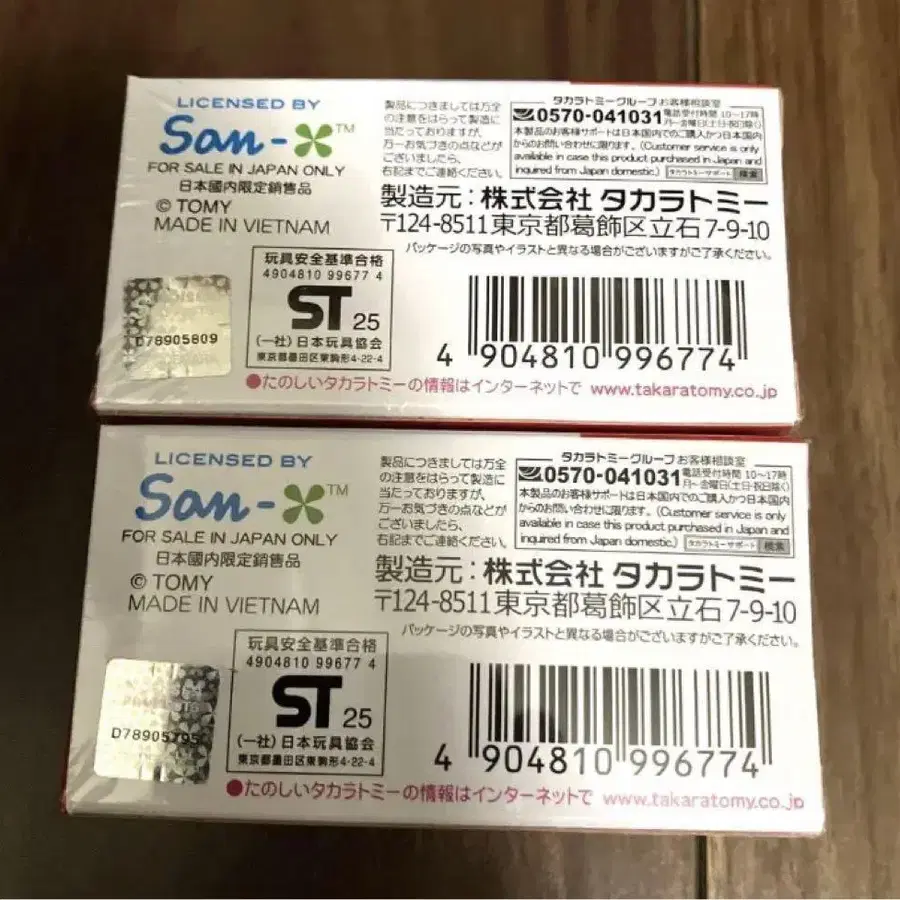 LICENSED BY
San-X™
FOR SALE IN JAPAN ONLY
日本國内限定銷售品
© TOMY
MADE IN VIETNAM
製品につきましては万全
の注意をはらって製造に
当たっておりますが、
万一お気づきの点などが
ございましたら、
右記までご連絡ください。
タカラトミーグループ お客様相談室
0570-041031 電話受付時間 10〜17時
月〜金曜日(土・日・祝日除く)
本製品のお客様サポートは日本国内でのご購入かつ日本国内
からのお問い合わせに限ります。(Customer service is only
available in case this product purchased in Japan and
inquired from Japan domestic.) タカラトミーサポート 検索
製造元：株式会社 タカラトミー
〒124-8511東京都葛飾区立石7-9-10
パッケージの写真やイラストと異なる場合がございますがご了承ください。
玩具安全基準合格
4904810 99677 4
ST 25
(一社)日本玩具協会
東京都墨田区東駒形4-22-4
D78905809
4 904810 996774
●たのしいタカラトミーの情報はインターネットで www.takaratomy.co.jp
LICENSED BY
San-X™
FOR SALE IN JAPAN ONLY
日本國内限定銷售品
© TOMY
MADE IN VIETNAM
製品につきましては万全
の注意をはらって製造に
当たっておりますが、
万一お気づきの点などが
ございましたら、
右記までご連絡ください。
タカラトミーグループ お客様相談室
0570-041031 電話受付時間 10〜17時
月〜金曜日(土・日・祝日除く)
本製品のお客様サポートは日本国内でのご購入かつ日本国内
からのお問い合わせに限ります。(Customer service is only
available in case this product purchased in Japan and
inquired from Japan domestic.) タカラトミーサポート 検索
製造元：株式会社 タカラトミー
〒124-8511東京都葛飾区立石7-9-10
パッケージの写真やイラストと異なる場合がございますがご了承ください。
玩具安全基準合格
4904810 99677 4
ST 25
(一社)日本玩具協会
東京都墨田区東駒形4-22-4
4 904810 996774
●たのしいタカラトミーの情報はインターネットで www.takaratomy.co.jp